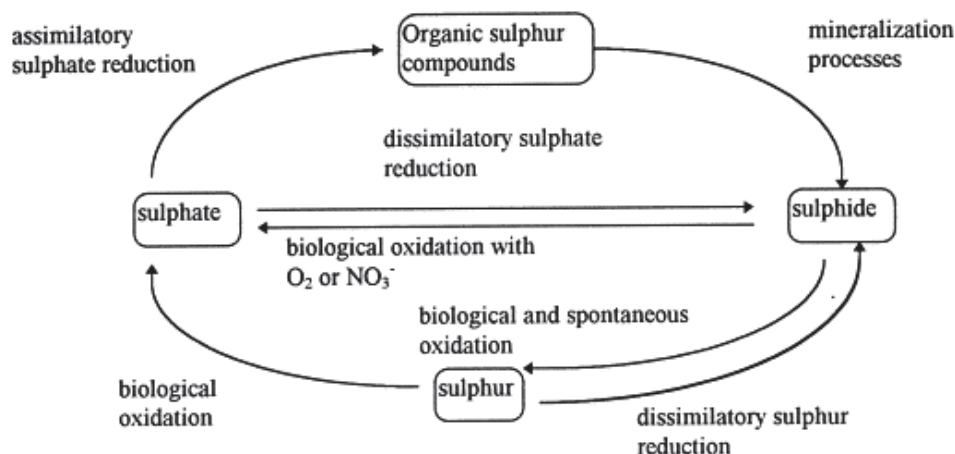 assimilatory
sulphate reduction
Organic sulphur
compounds
mineralization
processes
dissimilatory sulphate
reduction
sulphate
sulphide
biological oxidation with
O₂ or NO₃⁻
biological and spontaneous
oxidation
sulphur
biological
oxidation
dissimilatory sulphur
reduction